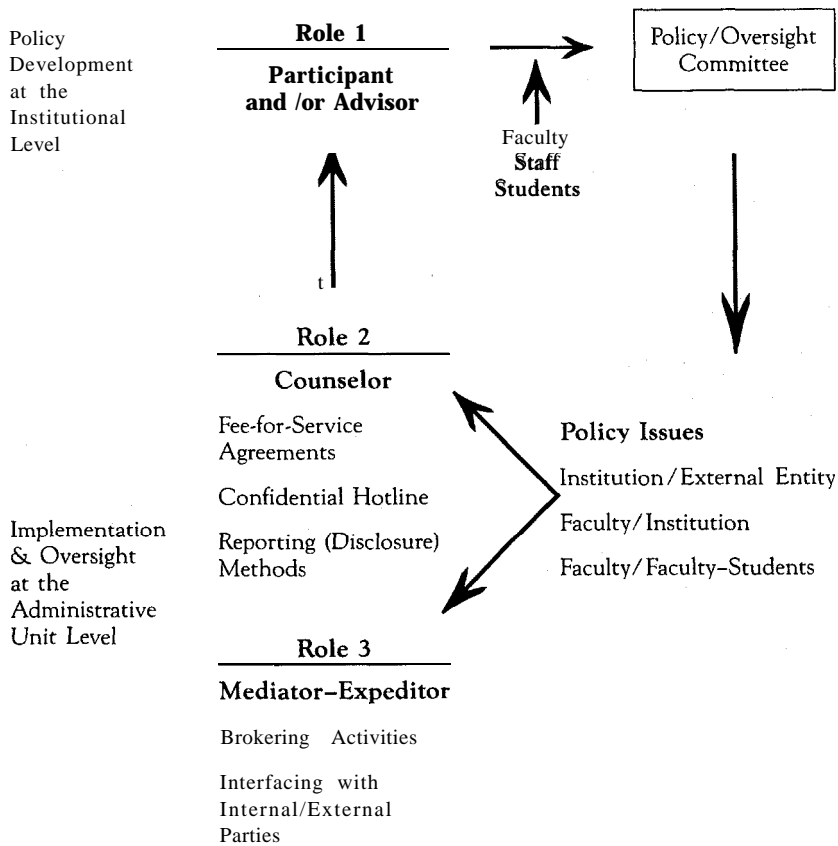 Policy
Development
at the
Institutional
Level
Role 1
Participant
and /or Advisor
Policy/Oversight
Committee
Faculty
Staff
Students
t
Role 2
Counselor
Fee-for-Service
Agreements
Confidential Hotline
Reporting (Disclosure)
Methods
Policy Issues
Institution/External Entity
Faculty/Institution
Faculty/Faculty–Students
Implementation
& Oversight
at the
Administrative
Unit Level
Role 3
Mediator–Expeditor
Brokering Activities
Interfacing with
Internal/External
Parties